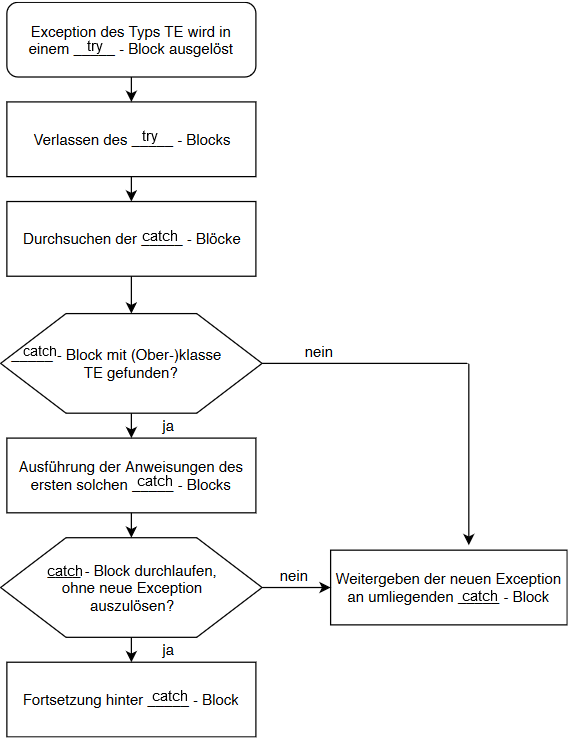 Exception des Typs TE wird in
einem try - Block ausgelöst
Verlassen des try - Blocks
Durchsuchen der catch - Blöcke
catch - Block mit (Ober-)klasse
TE gefunden?
nein
ja
Ausführung der Anweisungen des
ersten solchen catch - Blocks
catch - Block durchlaufen,
ohne neue Exception
auszulösen?
nein
Weitergeben der neuen Exception
an umliegenden catch - Block
ja
Fortsetzung hinter catch - Block